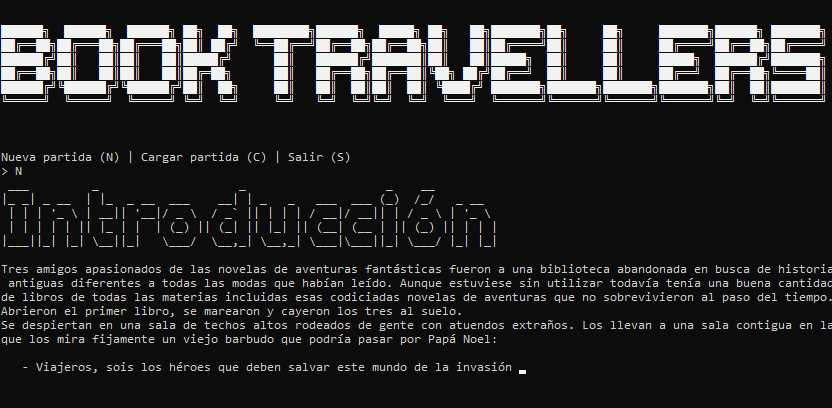 BOOK TRAVELLERS
Nueva partida (N) | Cargar partida (C) | Salir (S)
> N
Introducción
Tres amigos apasionados de las novelas de aventuras fantásticas fueron a una biblioteca abandonada en busca de historia
antiguas diferentes a todas las modas que habían leído. Aunque estuviese sin utilizar todavía tenía una buena cantidad
de libros de todas las materias incluidas esas codiciadas novelas de aventuras que no sobrevivieron al paso del tiempo.
Abrieron el primer libro, se marearon y cayeron los tres al suelo.
Se despiertan en una sala de techos altos rodeados de gente con atuendos extraños. Los llevan a una sala contigua en la
que los mira fijamente un viejo barbudo que podría pasar por Papá Noel:
- Viajeros, sois los héroes que deben salvar este mundo de la invasión